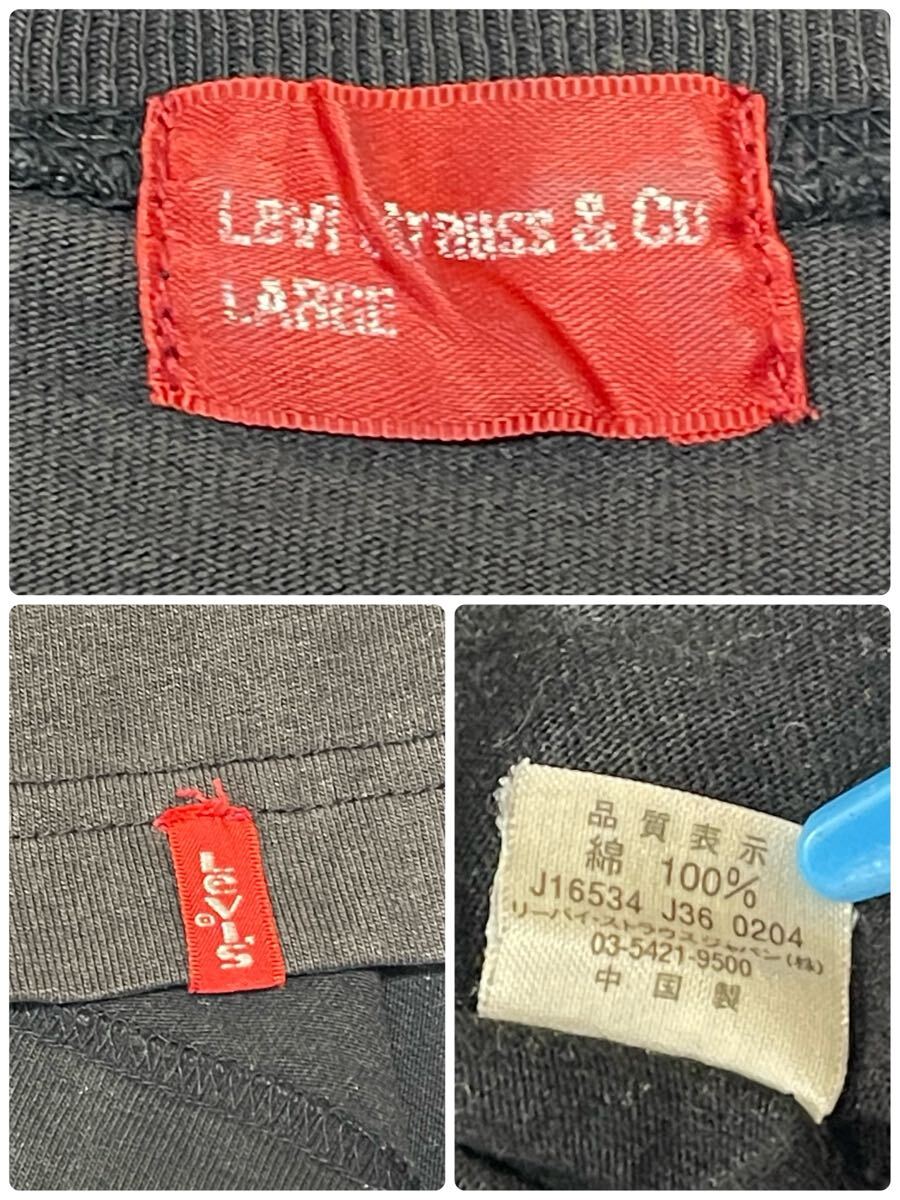 Levi Strauss & Co
LARGE
LEVI'S
品質表示
綿 100%
J16534 J36 0204
リーバイ・ストラウスジャパン(株)
03-5421-9500
中国製